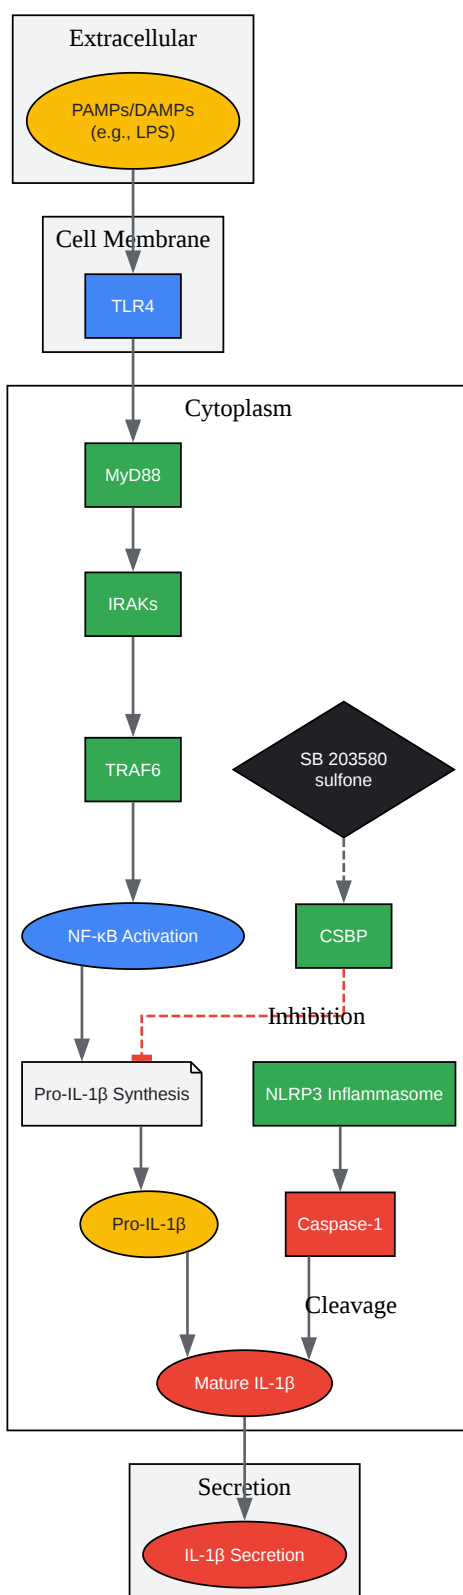 Extracellular
PAMPs/DAMPs
(e.g., LPS)
Cell Membrane
TLR4
Cytoplasm
MyD88
IRAKs
TRAF6
SB 203580
sulfone
NF-κB Activation
CSBP
Inhibition
Pro-IL-1β Synthesis
NLRP3 Inflammasome
Pro-IL-1β
Caspase-1
Cleavage
Mature IL-1β
Secretion
IL-1β Secretion